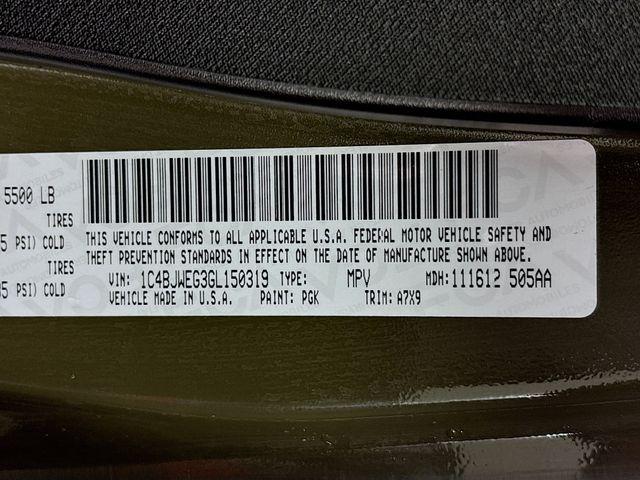 5500 LB
TIRES
5 PSI) COLD
TIRES
5 PSI) COLD
THIS VEHICLE CONFORMS TO ALL APPLICABLE U.S.A. FEDERAL MOTOR VEHICLE SAFETY AND
THEFT PREVENTION STANDARDS IN EFFECT ON THE DATE OF MANUFACTURE SHOWN ABOVE.
VIN: 1C4BJWEG3GL150319 TYPE: MPV MDH: 111612 505AA
VEHICLE MADE IN U.S.A. PAINT: PGK TRIM: A7X9